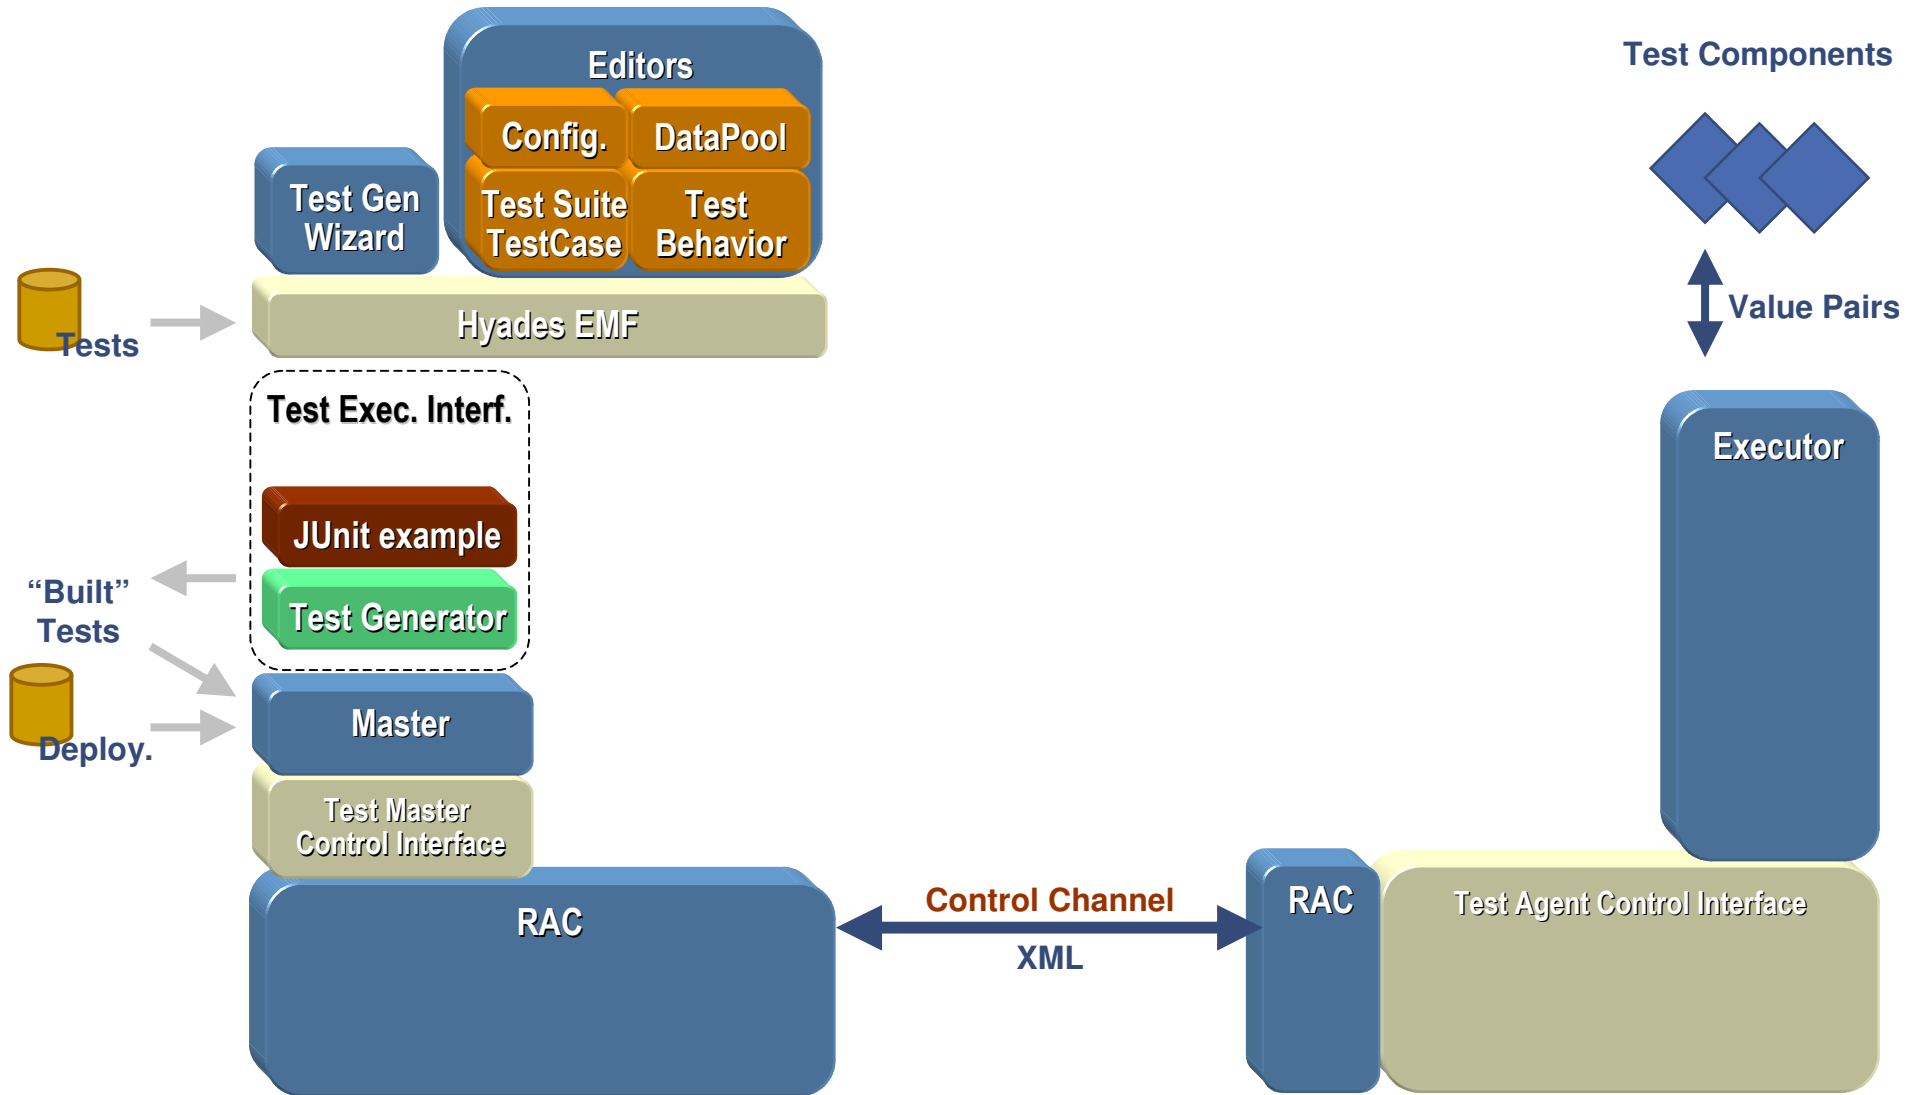 Editors
Config.
DataPool
Test Suite
TestCase
Test
Behavior
Test Gen
Wizard
Hyades EMF
Tests
Test Exec. Interf.
JUnit example
Test Generator
“Built”
Tests
Deploy.
Master
Test Master
Control Interface
RAC
Control Channel
XML
Test Components
Value Pairs
Executor
RAC
Test Agent Control Interface